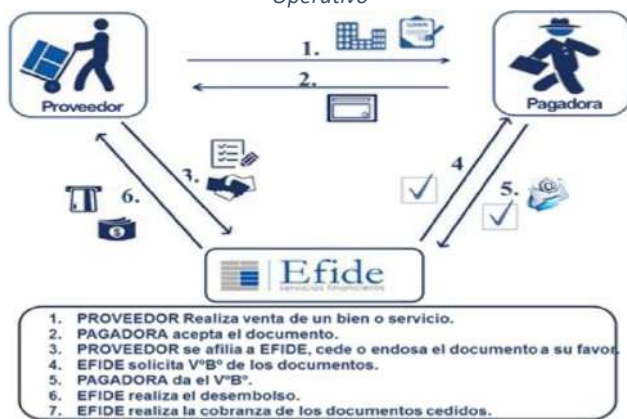 Operativo
1.
2.
Proveedor
Pagadora
3.
4
5.
6.
Efide
servicios financieros
1. PROVEEDOR Realiza venta de un bien o servicio.
2. PAGADORA acepta el documento.
3. PROVEEDOR se afilia a EFIDE, cede o endosa el documento a su favor.
4. EFIDE solicita VºBº de los documentos.
5. PAGADORA da el VºBº.
6. EFIDE realiza el desembolso.
7. EFIDE realiza la cobranza de los documentos cedidos.